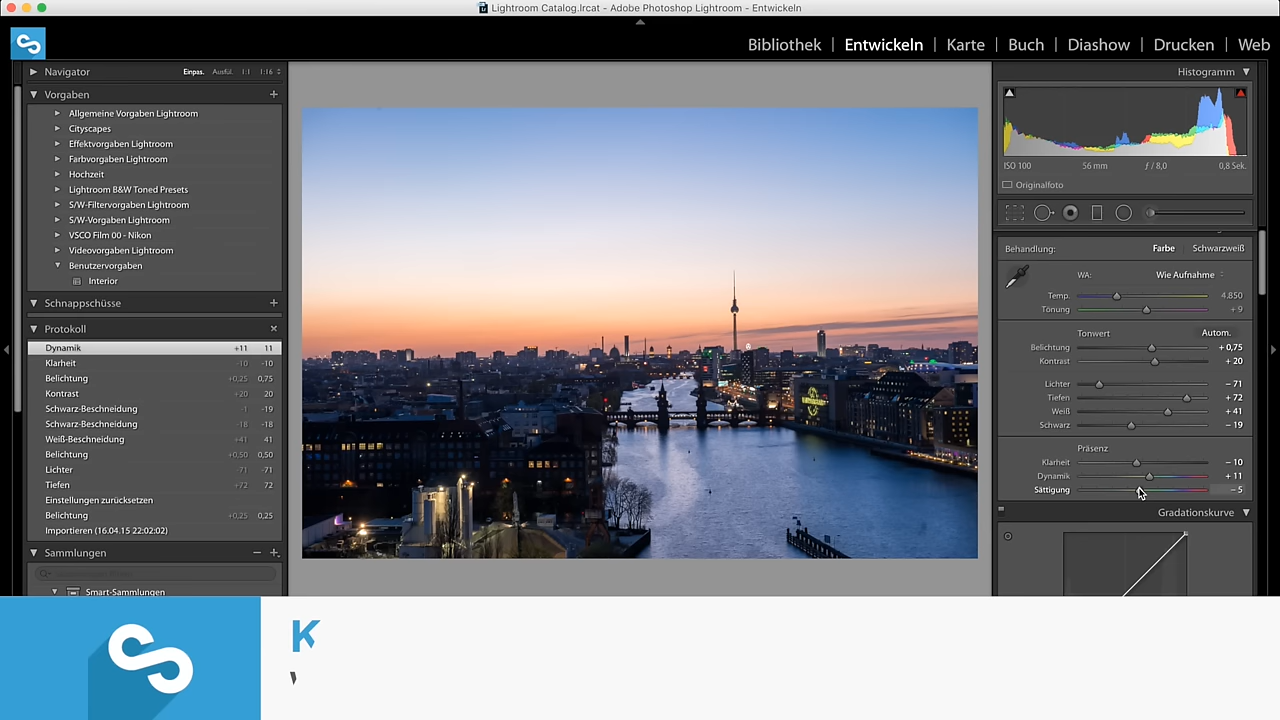 Lightroom Catalog.lrcat - Adobe Photoshop Lightroom - Entwickeln
Bibliothek | Entwickeln | Karte | Buch | Diashow | Drucken | Web
Navigator Einpas. Ausfül. 1:1 1:16
Vorgaben
Allgemeine Vorgaben Lightroom
Cityscapes
Effektvorgaben Lightroom
Farbvorgaben Lightroom
Hochzeit
Lightroom B&W Toned Presets
S/W-Filtervorgaben Lightroom
S/W-Vorgaben Lightroom
VSCO Film 00 - Nikon
Videovorgaben Lightroom
Benutzervorgaben
Interior
Schnappschüsse
Protokoll
Dynamik +11 11
Klarheit -10 -10
Belichtung +0,25 0,75
Kontrast +20 20
Schwarz-Beschneidung -1 -19
Schwarz-Beschneidung -18 -18
Weiß-Beschneidung +41 41
Belichtung +0,50 0,50
Lichter -71 -71
Tiefen +72 72
Einstellungen zurücksetzen
Belichtung +0,25 0,25
Importieren (16.04.15 22:02:02)
Sammlungen
Smart-Sammlungen
Histogramm
ISO 100 56 mm ƒ / 8,0 0,8 Sek.
Originalfoto
Behandlung: Farbe Schwarzweiß
WA: Wie Aufnahme
Temp. 4.850
Tönung + 9
Tonwert Autom.
Belichtung + 0,75
Kontrast + 20
Lichter − 71
Tiefen + 72
Weiß + 41
Schwarz − 19
Präsenz
Klarheit − 10
Dynamik + 11
Sättigung − 5
Gradationskurve
K